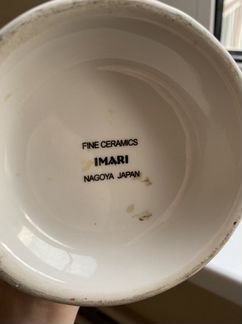 FINE CERAMICS
IMARI
NAGOYA JAPAN